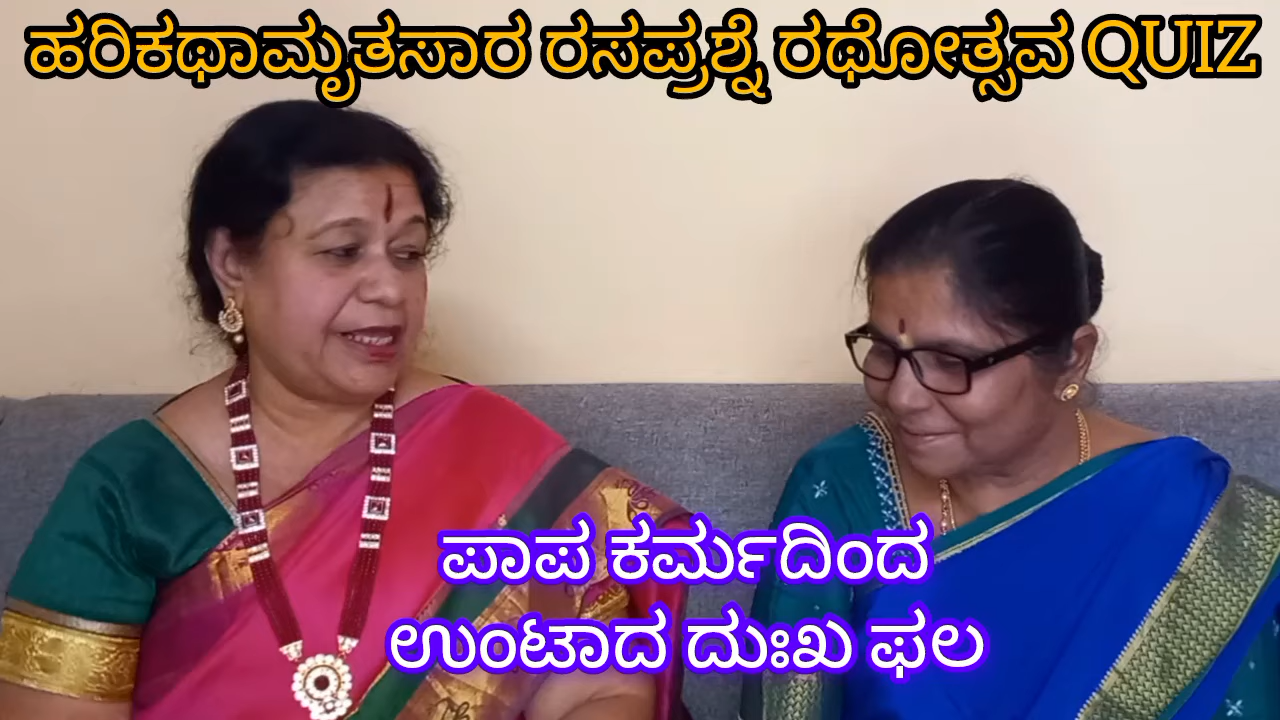 ಹರಿಕಥಾಮೃತಸಾರ ರಸಪ್ರಶ್ನೆ ರಥೋತ್ಸವ QUIZ
ಪಾಪ ಕರ್ಮದಿಂದ
ಉಂಟಾದ ದುಃಖ ಫಲ